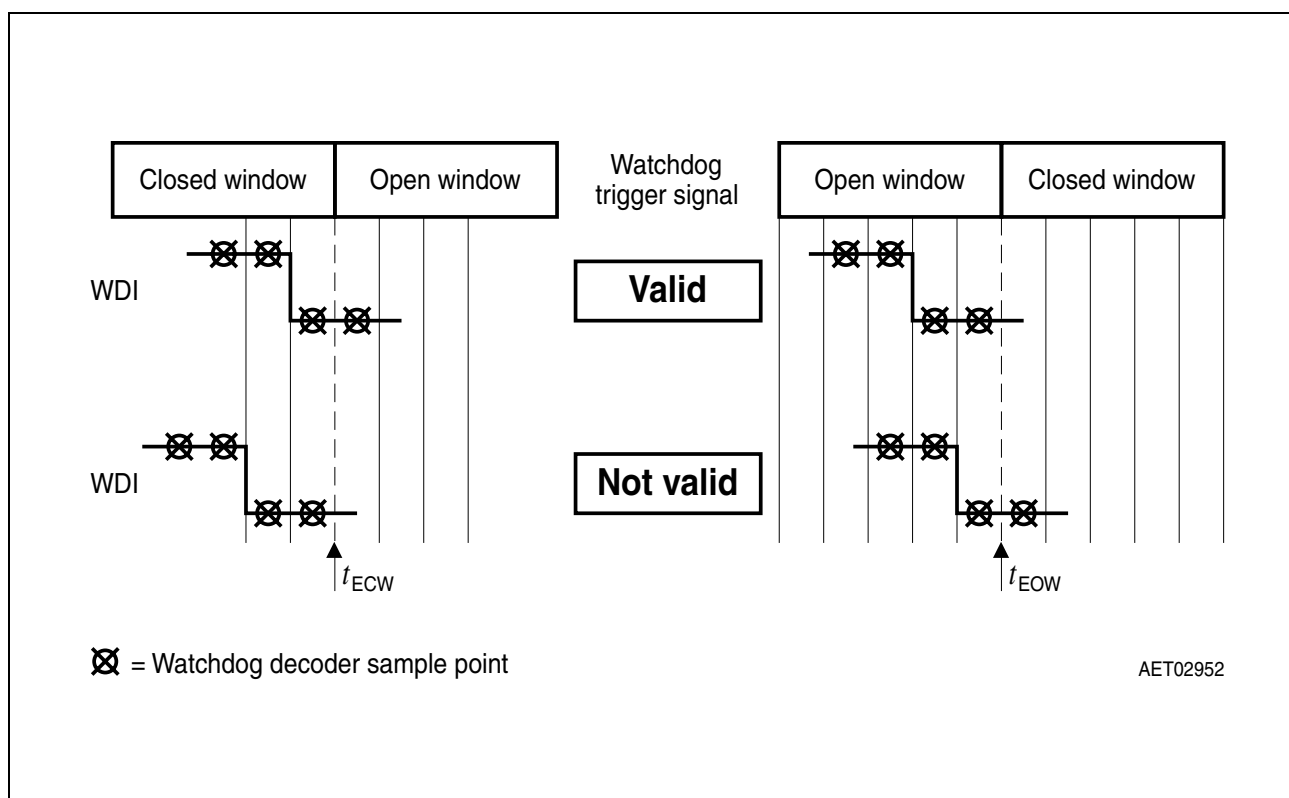 Closed window
Open window
Watchdog
trigger signal
Open window
Closed window
WDI
Valid
WDI
Not valid
tECW
tEOW
= Watchdog decoder sample point
AET02952